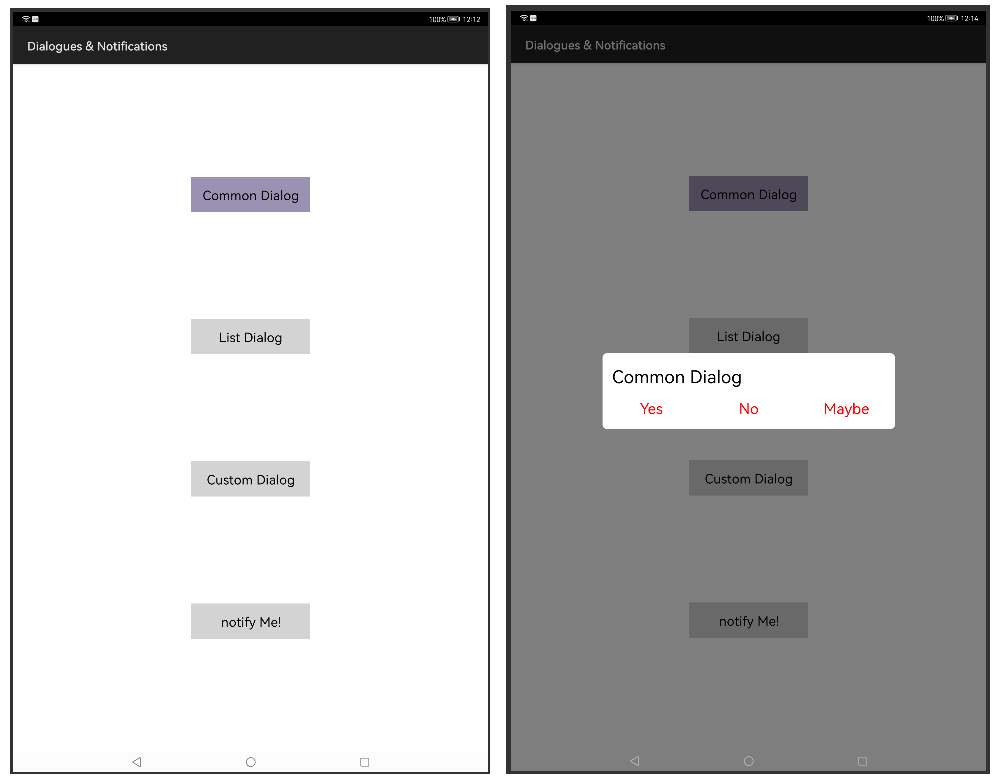 100% 12:12
Dialogues & Notifications
Common Dialog
List Dialog
Custom Dialog
notify Me!
100% 12:14
Dialogues & Notifications
Common Dialog
List Dialog
Common Dialog
Yes No Maybe
Custom Dialog
notify Me!